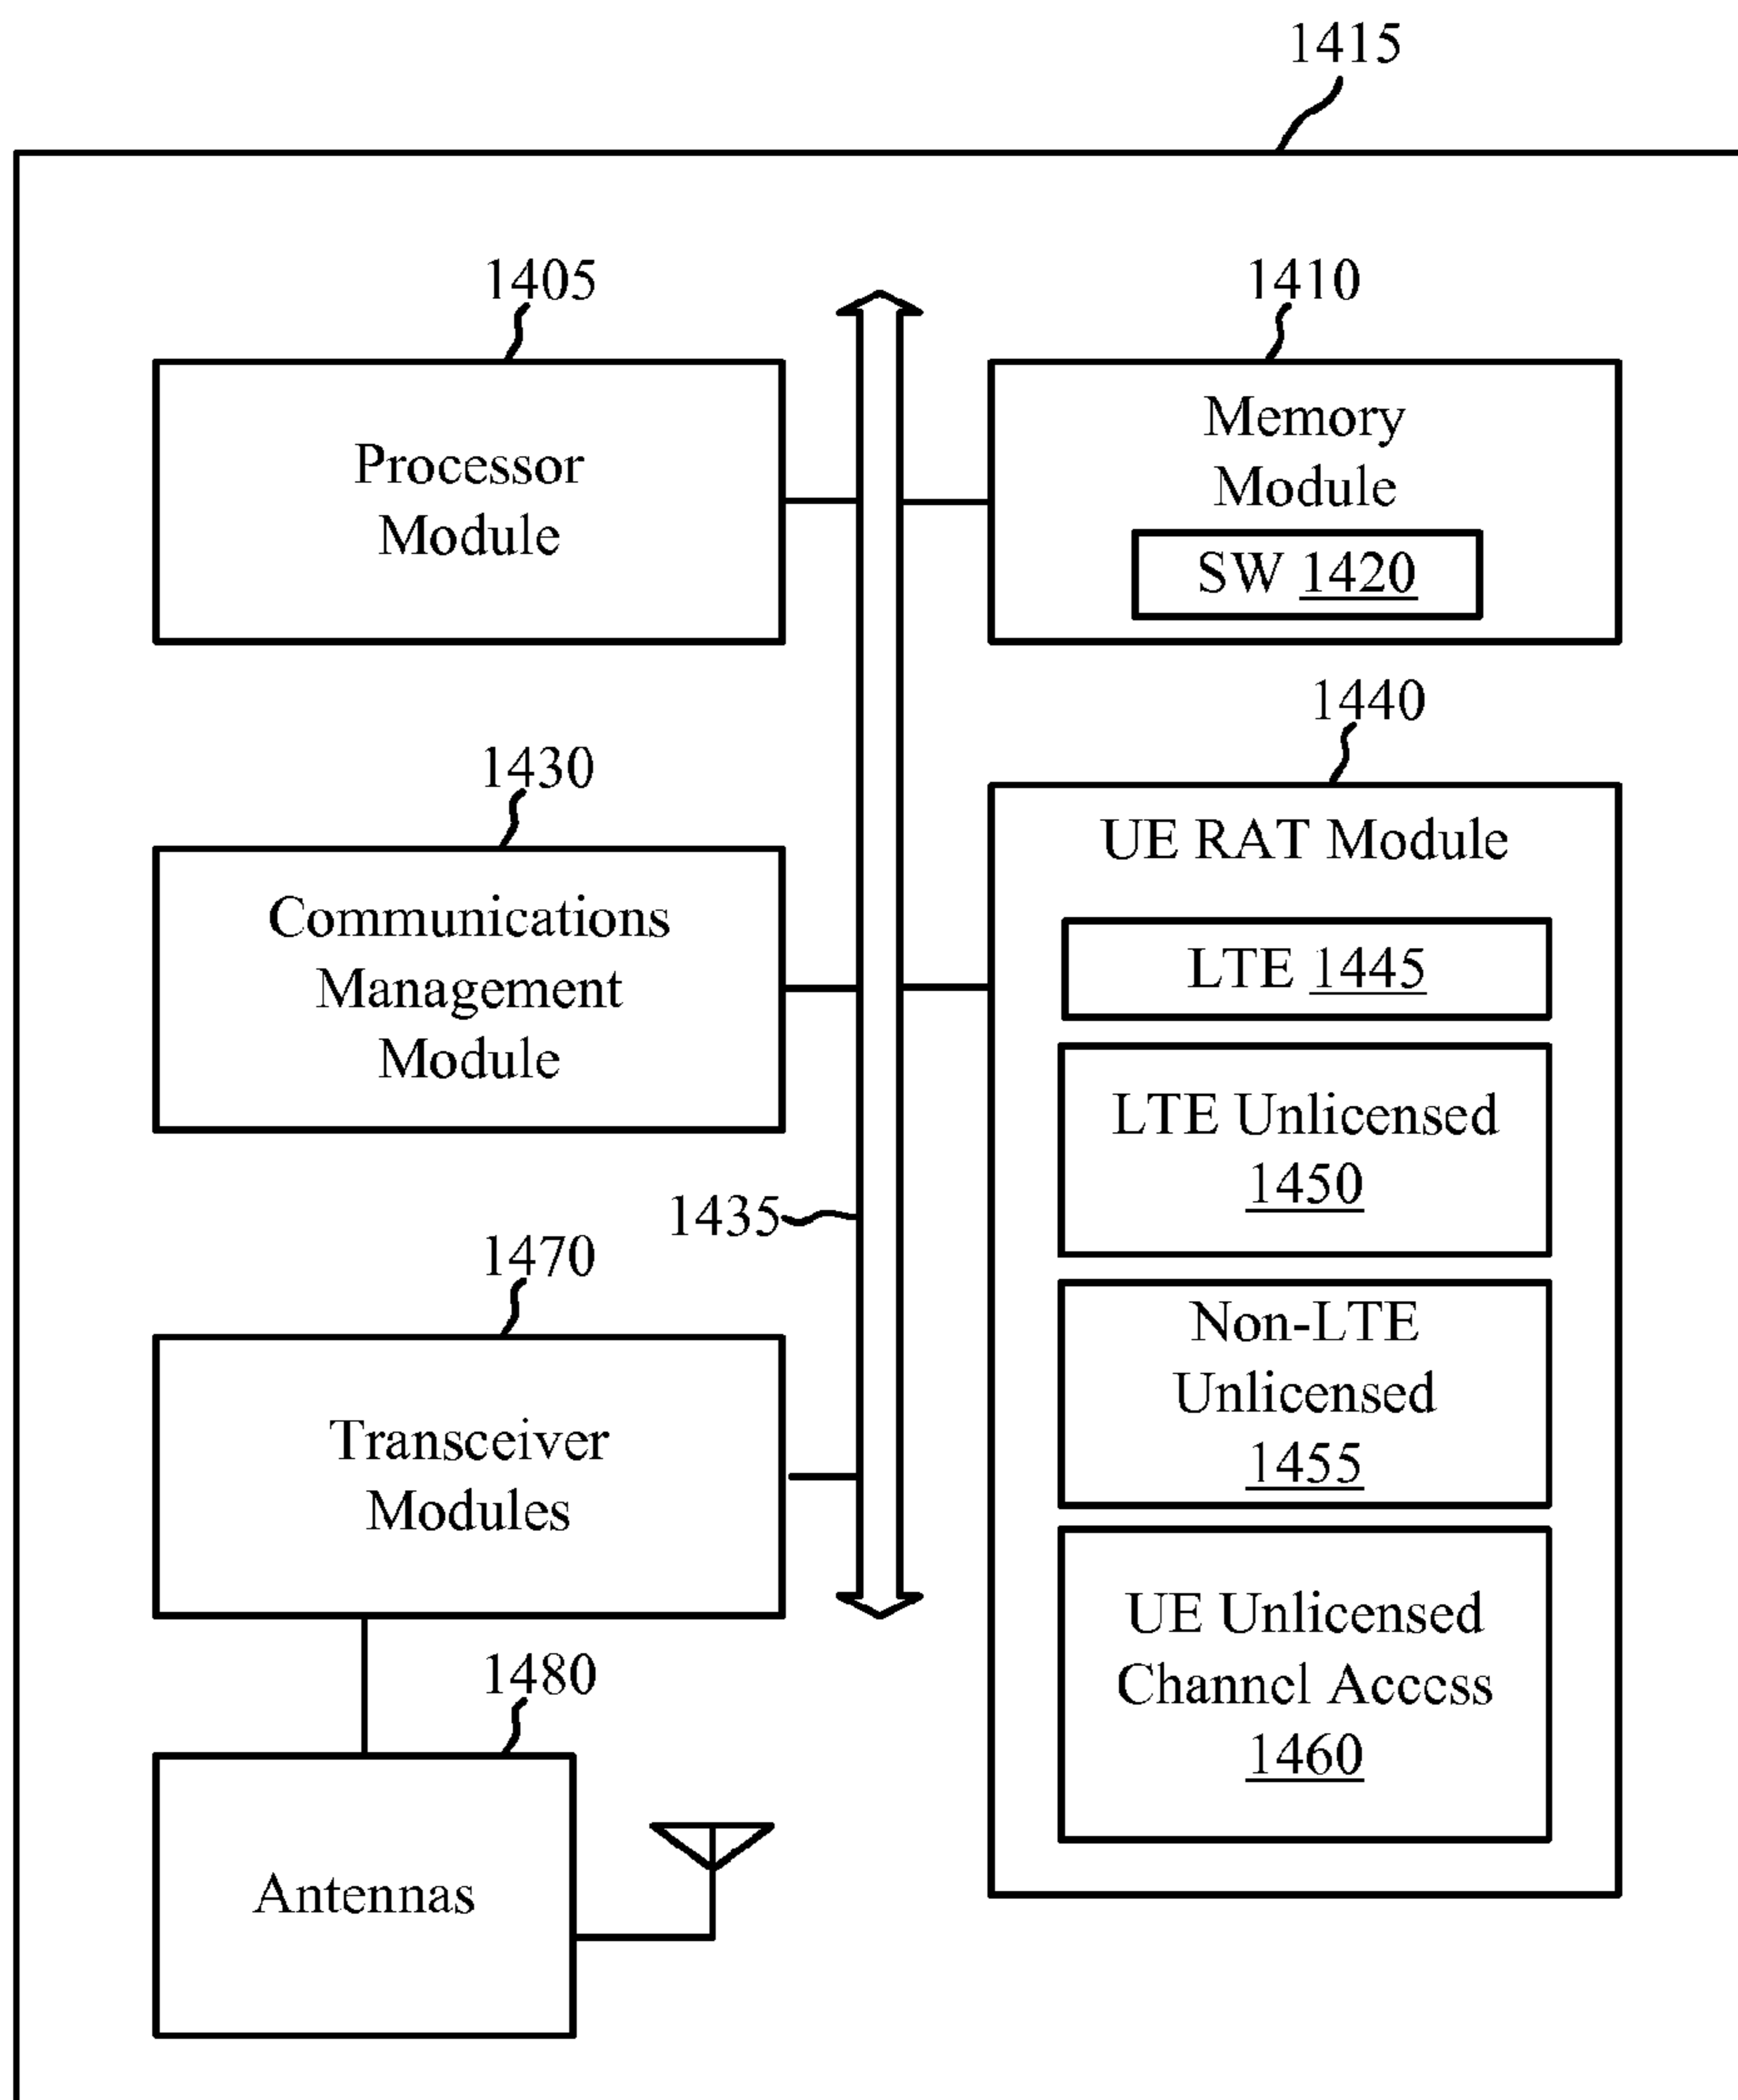 1415
1405
Processor
Module
1410
Memory
Module
SW 1420
1430
Communications
Management
Module
1440
UE RAT Module
LTE 1445
LTE Unlicensed
1450
Non-LTE
Unlicensed
1455
UE Unlicensed
Channel Access
1460
1435
1470
Transceiver
Modules
1480
Antennas